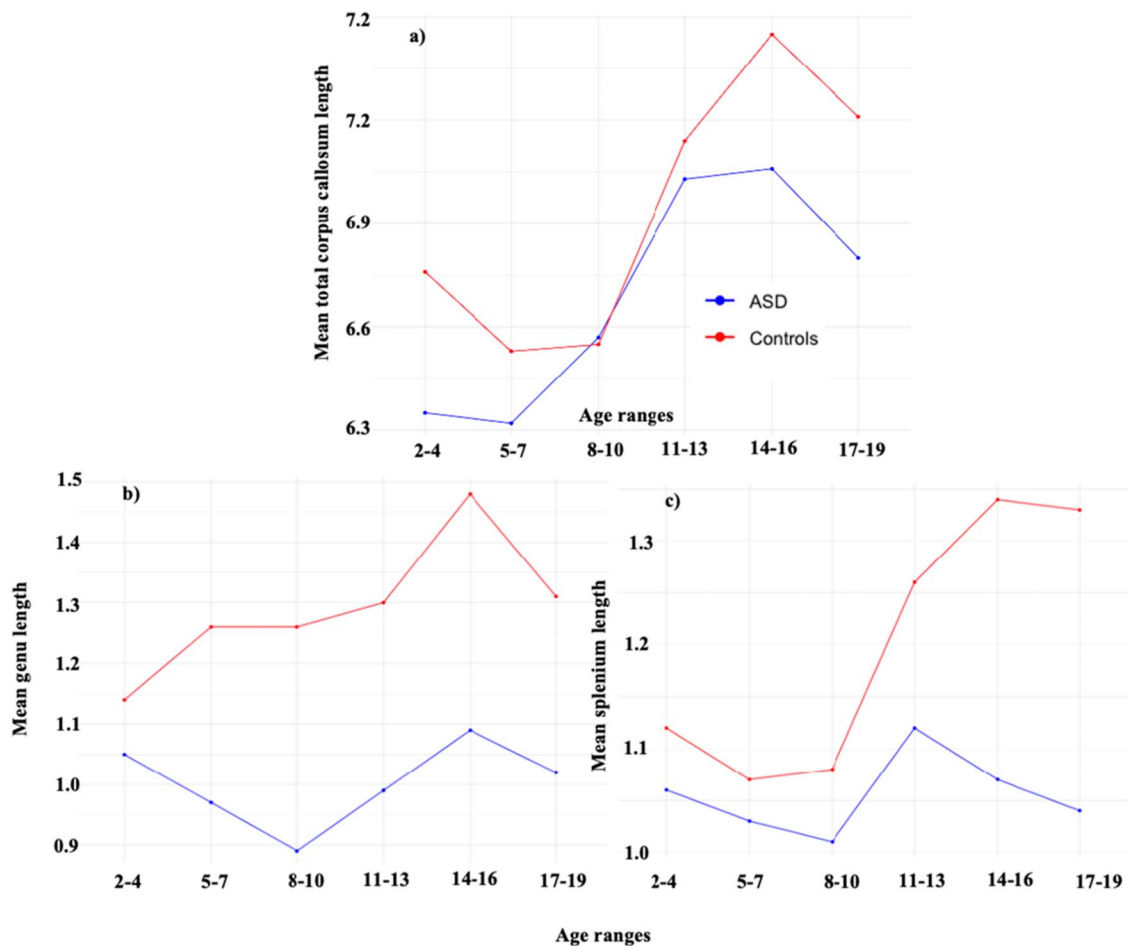 a)
Mean total corpus callosum length
7.2
7.2
6.9
6.6
6.3
ASD
Controls
Age ranges
2-4 5-7 8-10 11-13 14-16 17-19
b)
Mean genu length
1.5
1.4
1.3
1.2
1.1
1.0
0.9
2-4 5-7 8-10 11-13 14-16 17-19
c)
Mean splenium length
1.3
1.2
1.1
1.0
2-4 5-7 8-10 11-13 14-16 17-19
Age ranges